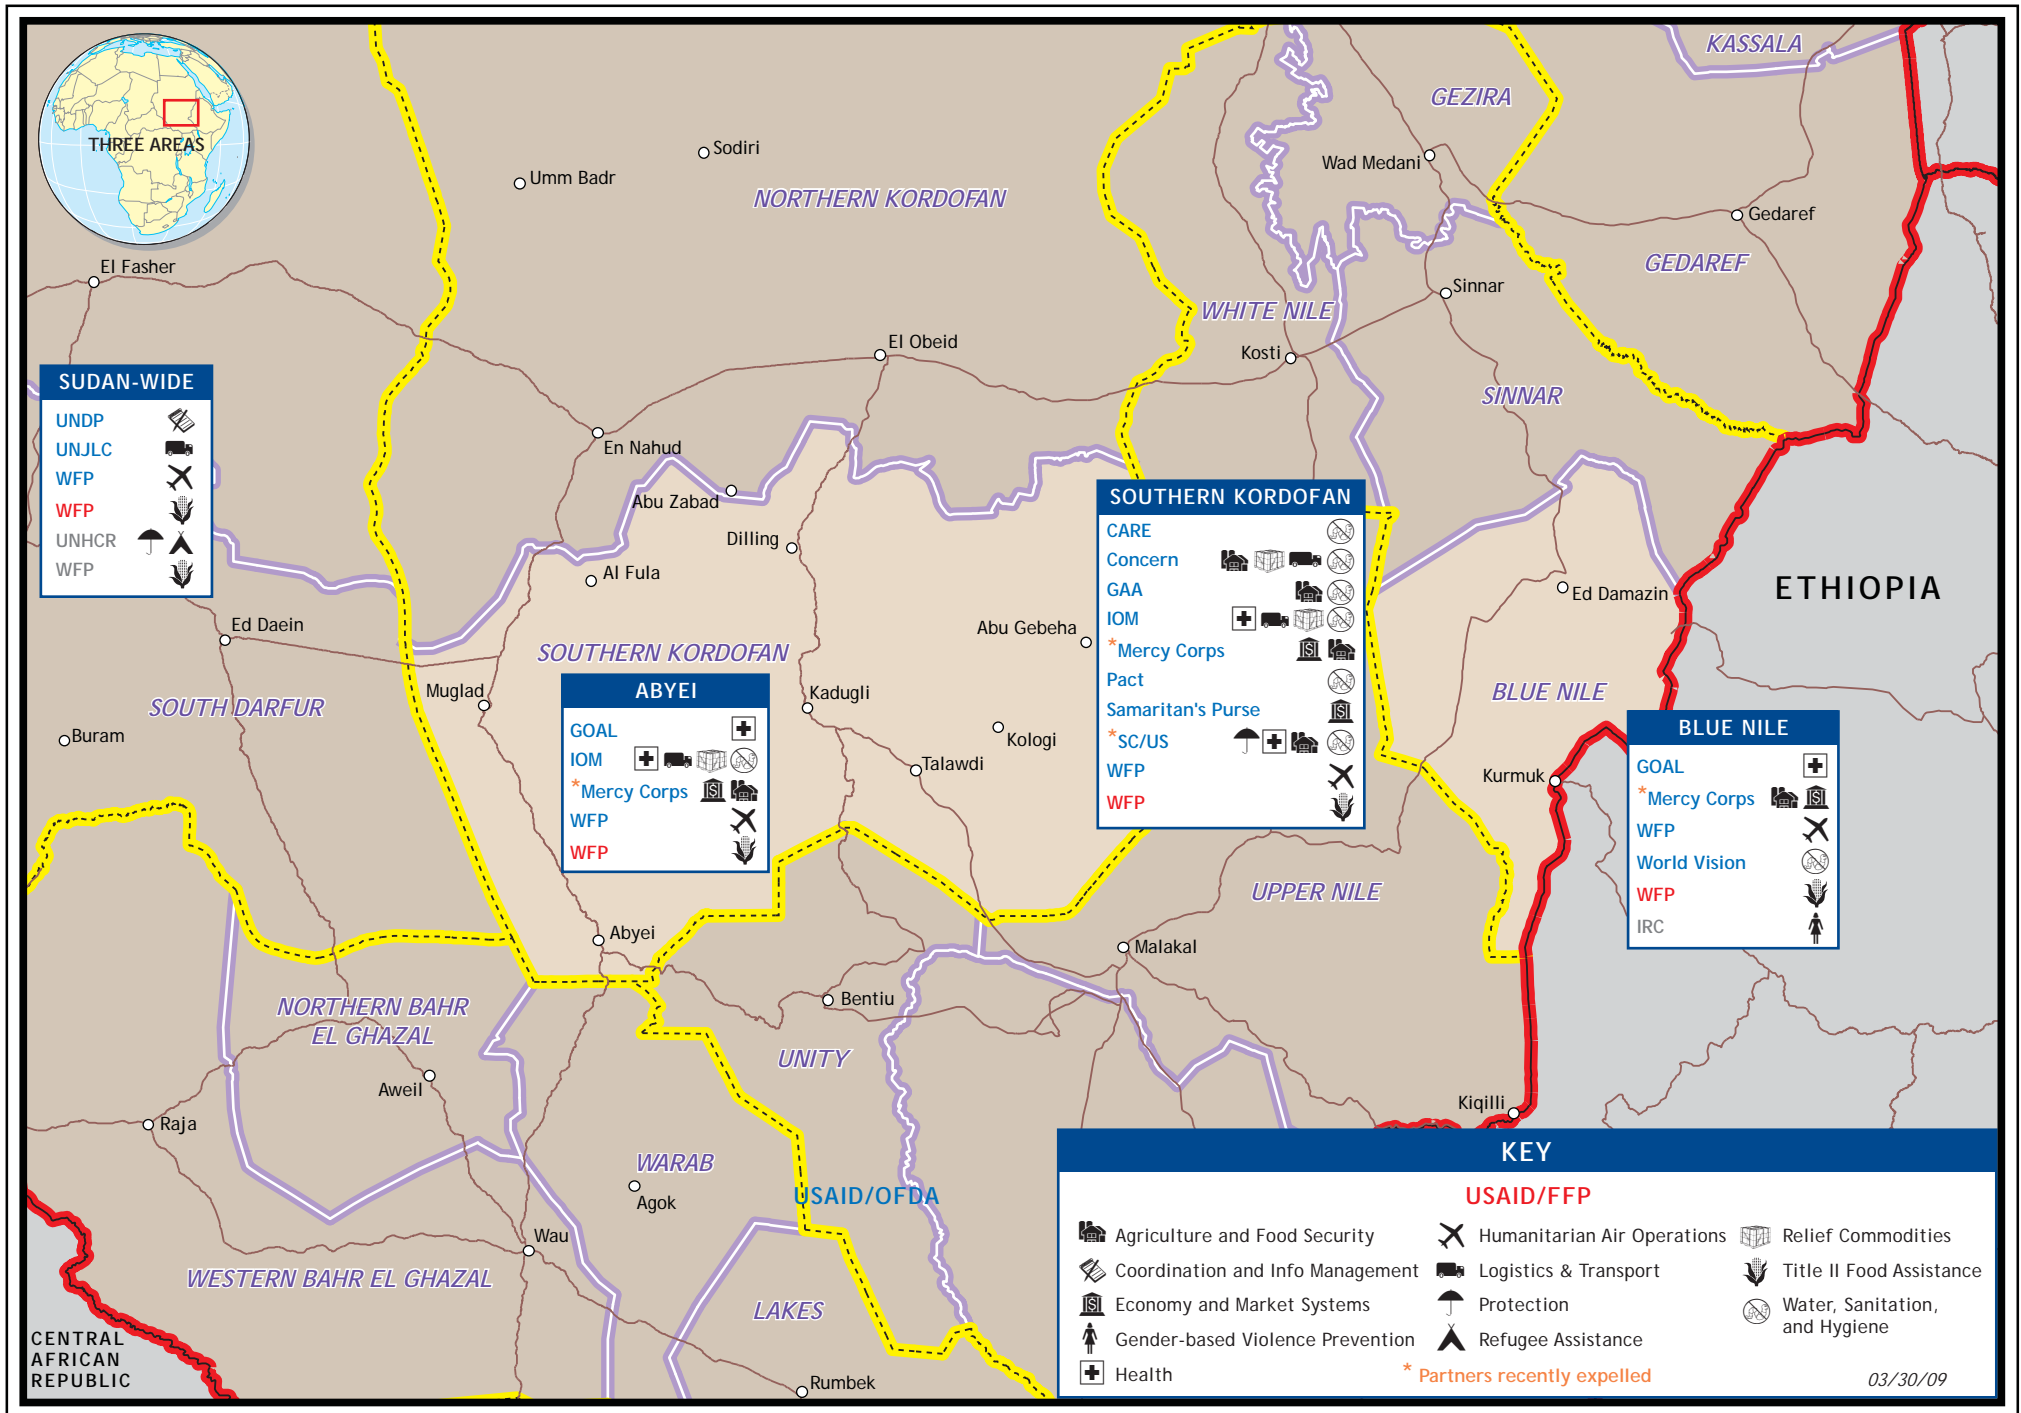 KASSALA
GEZIRA
THREE AREAS
Sodiri
Wad Medani
Umm Badr
NORTHERN KORDOFAN
Gedaref
GEDAREF
El Fasher
Sinnar
WHITE NILE
El Obeid
Kosti
SINNAR
SUDAN-WIDE
UNDP
UNJLC
WFP
WFP
UNHCR
WFP
En Nahud
Abu Zabad
Dilling
Al Fula
SOUTHERN KORDOFAN
CARE
Concern
GAA
IOM
*Mercy Corps
Pact
Samaritan's Purse
*SC/US
WFP
WFP
Ed Damazin
ETHIOPIA
Ed Daein
Abu Gebeha
SOUTHERN KORDOFAN
Muglad
Kadugli
BLUE NILE
SOUTH DARFUR
Buram
Kologi
Talawdi
ABYEI
GOAL
IOM
*Mercy Corps
WFP
WFP
BLUE NILE
GOAL
*Mercy Corps
WFP
World Vision
WFP
IRC
Kurmuk
UPPER NILE
Abyei
Malakal
Bentiu
NORTHERN BAHR
EL GHAZAL
UNITY
Aweil
Kiqilli
Raja
WARAB
Agok
USAID/OFDA
Wau
WESTERN BAHR EL GHAZAL
LAKES
Rumbek
CENTRAL
AFRICAN
REPUBLIC
KEY
USAID/FFP
Agriculture and Food Security
Coordination and Info Management
Economy and Market Systems
Gender-based Violence Prevention
Health
Humanitarian Air Operations
Logistics & Transport
Protection
Refugee Assistance
Relief Commodities
Title II Food Assistance
Water, Sanitation,
and Hygiene
* Partners recently expelled
03/30/09